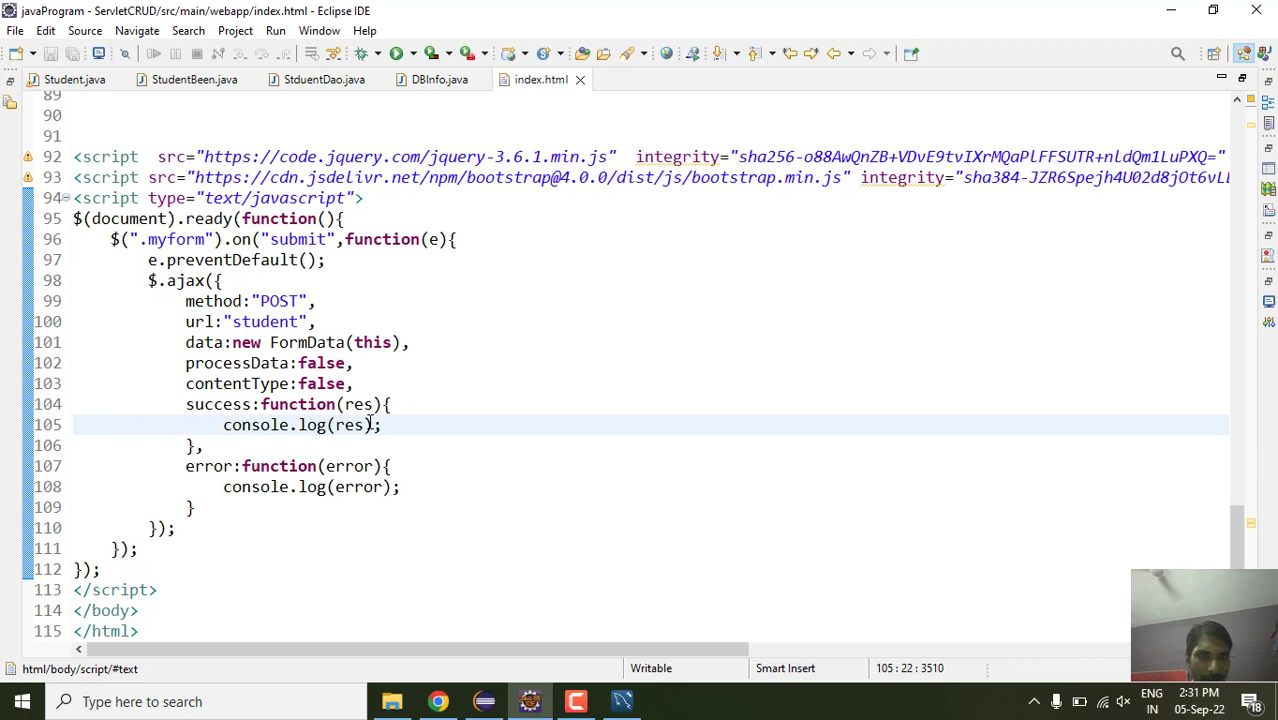 javaProgram - ServletCRUD/src/main/webapp/index.html - Eclipse IDE
File Edit Source Navigate Search Project Run Window Help
Student.java StudentBeen.java StduentDao.java DBInfo.java index.html
89
90
91
92 <script src="https://code.jquery.com/jquery-3.6.1.min.js" integrity="sha256-o88AwQnZB+VDvE9tvIXrMQaPlFFSUTR+nldQm1LuPXQ="
93 <script src="https://cdn.jsdelivr.net/npm/bootstrap@4.0.0/dist/js/bootstrap.min.js" integrity="sha384-JZR6Spejh4U02d8jOt6vLE
94 <script type="text/javascript">
95 $(document).ready(function(){
96 $(".myform").on("submit",function(e){
97 e.preventDefault();
98 $.ajax({
99 method:"POST",
100 url:"student",
101 data:new FormData(this),
102 processData:false,
103 contentType:false,
104 success:function(res){
105 console.log(res);
106 },
107 error:function(error){
108 console.log(error);
109 }
110 });
111 });
112 });
113 </script>
114 </body>
115 </html>
html/body/script/#text Writable Smart Insert 105 : 22 : 3510
Type here to search
ENG 2:31 PM
IN 05-Sep-22 18